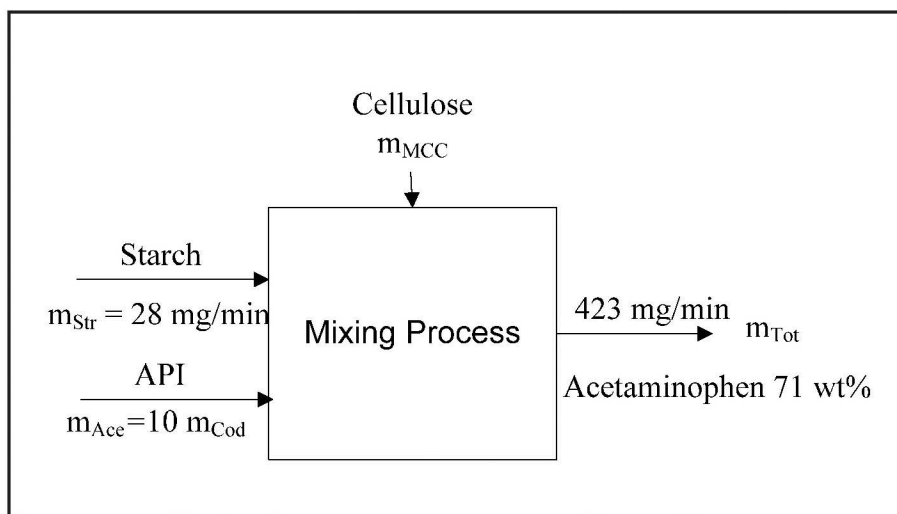 Cellulose
m_MCC
Starch
m_Str = 28 mg/min
API
m_Ace=10 m_Cod
Mixing Process
423 mg/min
m_Tot
Acetaminophen 71 wt%